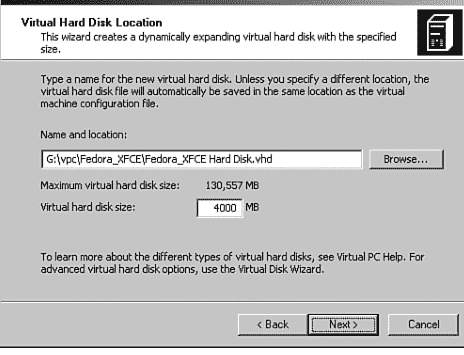 Virtual Hard Disk Location
This wizard creates a dynamically expanding virtual hard disk with the specified
size.
Type a name for the new virtual hard disk. Unless you specify a different location, the
virtual hard disk file will automatically be saved in the same location as the virtual
machine configuration file.
Name and location:
G:\vpc\Fedora_XFCE\Fedora_XFCE Hard Disk.vhd Browse...
Maximum virtual hard disk size: 130,557 MB
Virtual hard disk size: 4000 MB
To learn more about the different types of virtual hard disks, see Virtual PC Help. For
advanced virtual hard disk options, use the Virtual Disk Wizard.
< Back Next > Cancel